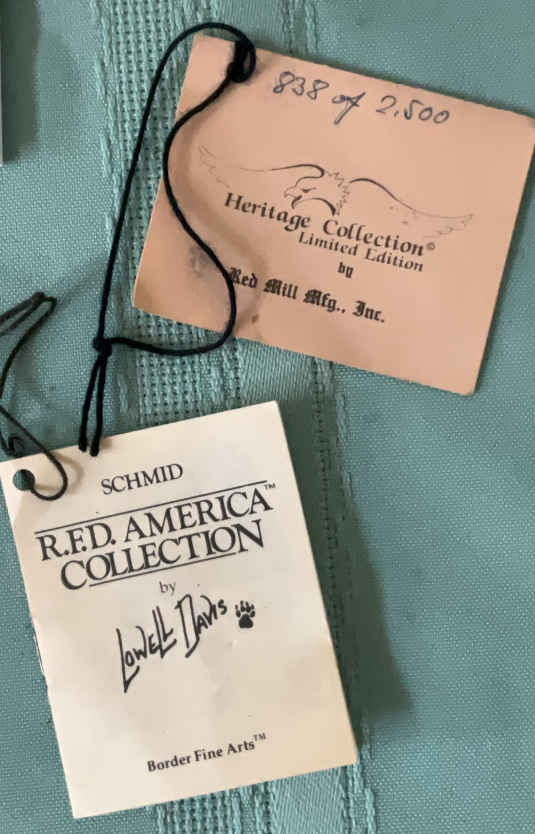 838 of 2,500
Heritage Collection©
Limited Edition
by
Red Mill Mfg., Inc.
SCHMID
R.F.D. AMERICA™
COLLECTION
by
LOWELL DAVIS
Border Fine Arts™